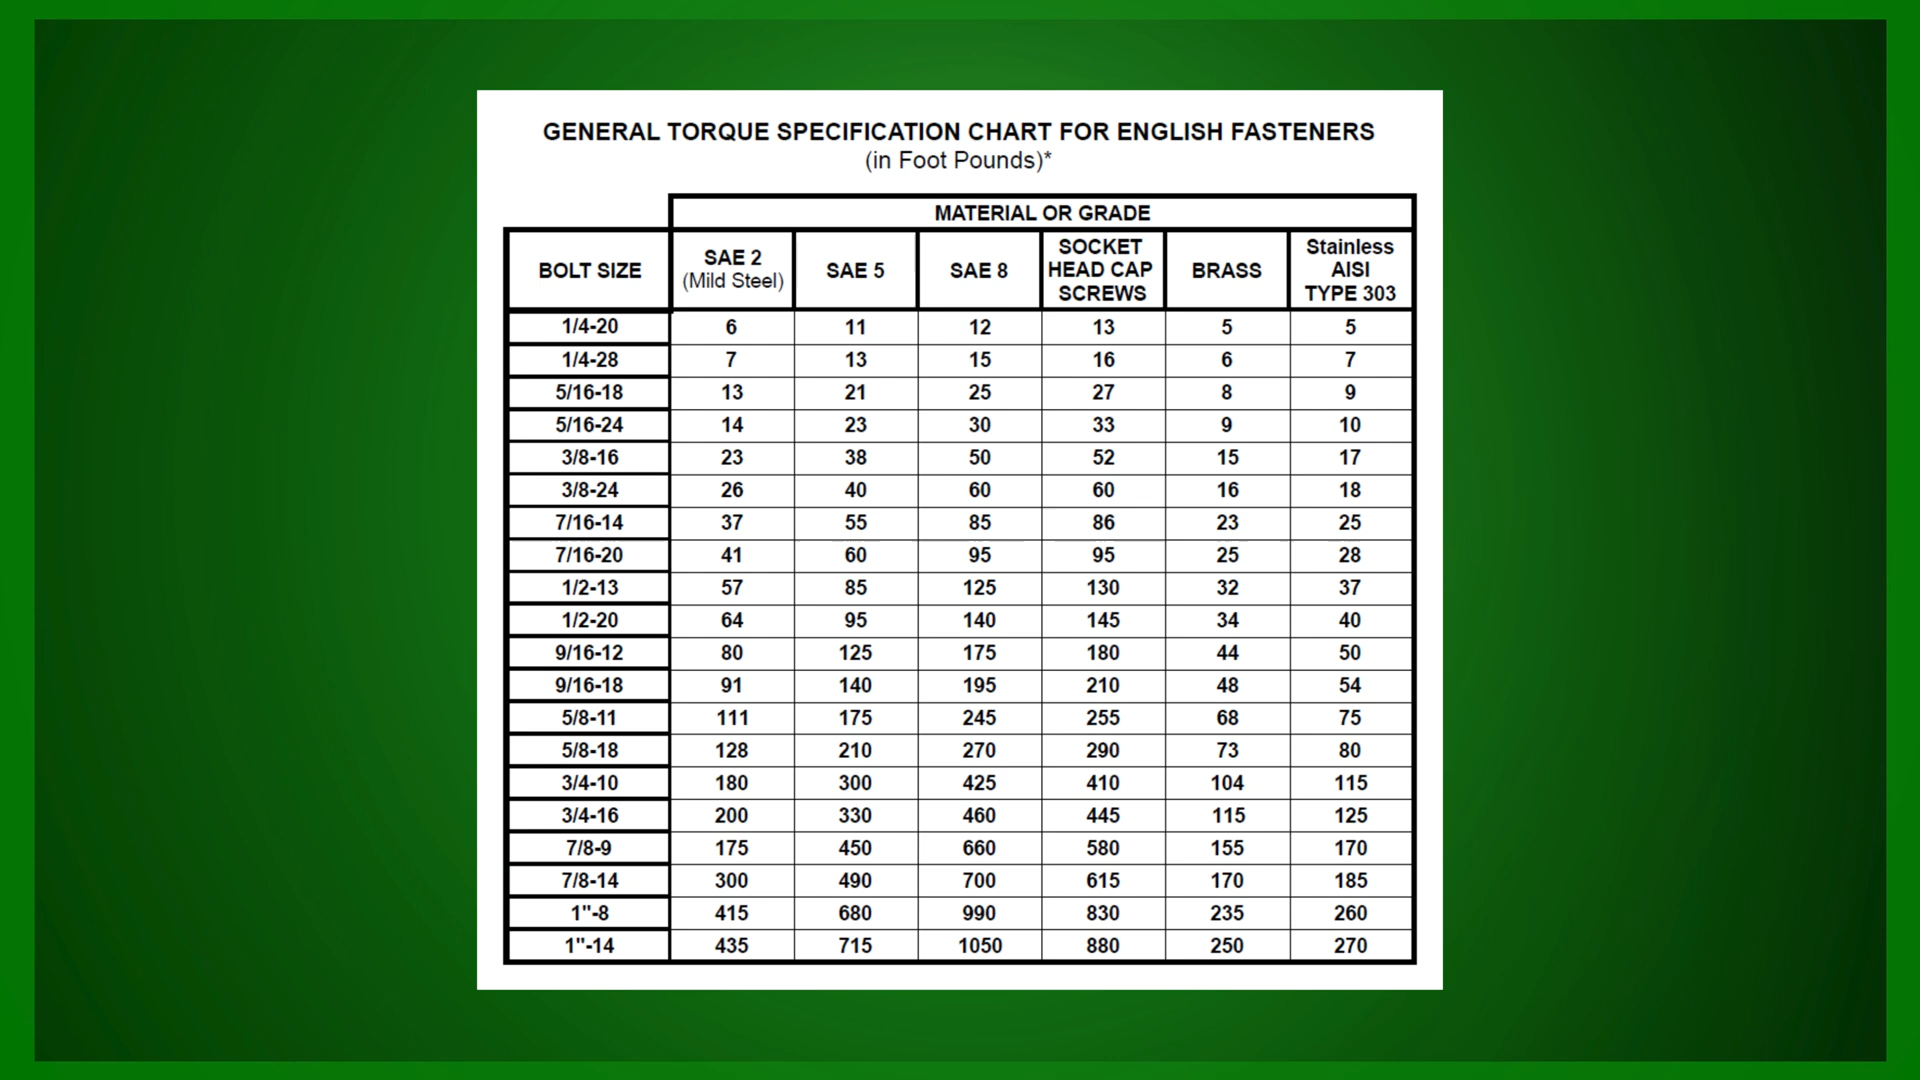 GENERAL TORQUE SPECIFICATION CHART FOR ENGLISH FASTENERS
(in Foot Pounds)*
MATERIAL OR GRADE
BOLT SIZE SAE 2 (Mild Steel) SAE 5 SAE 8 SOCKET HEAD CAP SCREWS BRASS Stainless AISI TYPE 303
1/4-20 6 11 12 13 5 5
1/4-28 7 13 15 16 6 7
5/16-18 13 21 25 27 8 9
5/16-24 14 23 30 33 9 10
3/8-16 23 38 50 52 15 17
3/8-24 26 40 60 60 16 18
7/16-14 37 55 85 86 23 25
7/16-20 41 60 95 95 25 28
1/2-13 57 85 125 130 32 37
1/2-20 64 95 140 145 34 40
9/16-12 80 125 175 180 44 50
9/16-18 91 140 195 210 48 54
5/8-11 111 175 245 255 68 75
5/8-18 128 210 270 290 73 80
3/4-10 180 300 425 410 104 115
3/4-16 200 330 460 445 115 125
7/8-9 175 450 660 580 155 170
7/8-14 300 490 700 615 170 185
1"-8 415 680 990 830 235 260
1"-14 435 715 1050 880 250 270